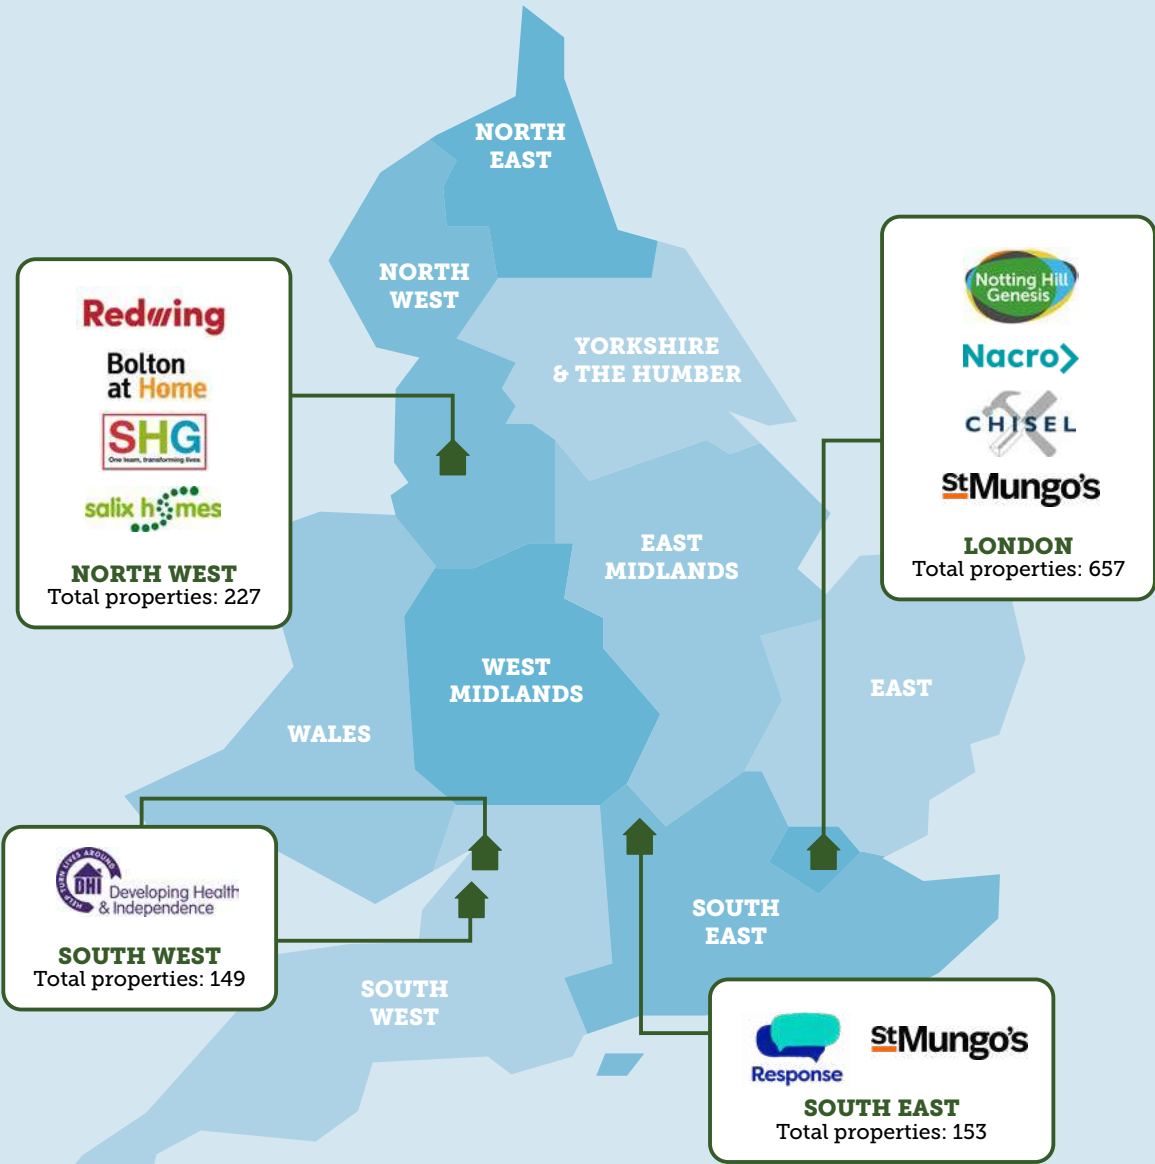 NORTH
EAST
NORTH
WEST
YORKSHIRE
& THE HUMBER
EAST
MIDLANDS
WEST
MIDLANDS
EAST
WALES
SOUTH
EAST
SOUTH
WEST
Redwing
Bolton
at Home
SHG
One team, transforming lives
salix homes
NORTH WEST
Total properties: 227
Notting Hill
Genesis
Nacro
CHISEL
StMungo's
LONDON
Total properties: 657
HELP TURN LIVES AROUND
DHI
Developing Health
& Independence
SOUTH WEST
Total properties: 149
Response
StMungo's
SOUTH EAST
Total properties: 153